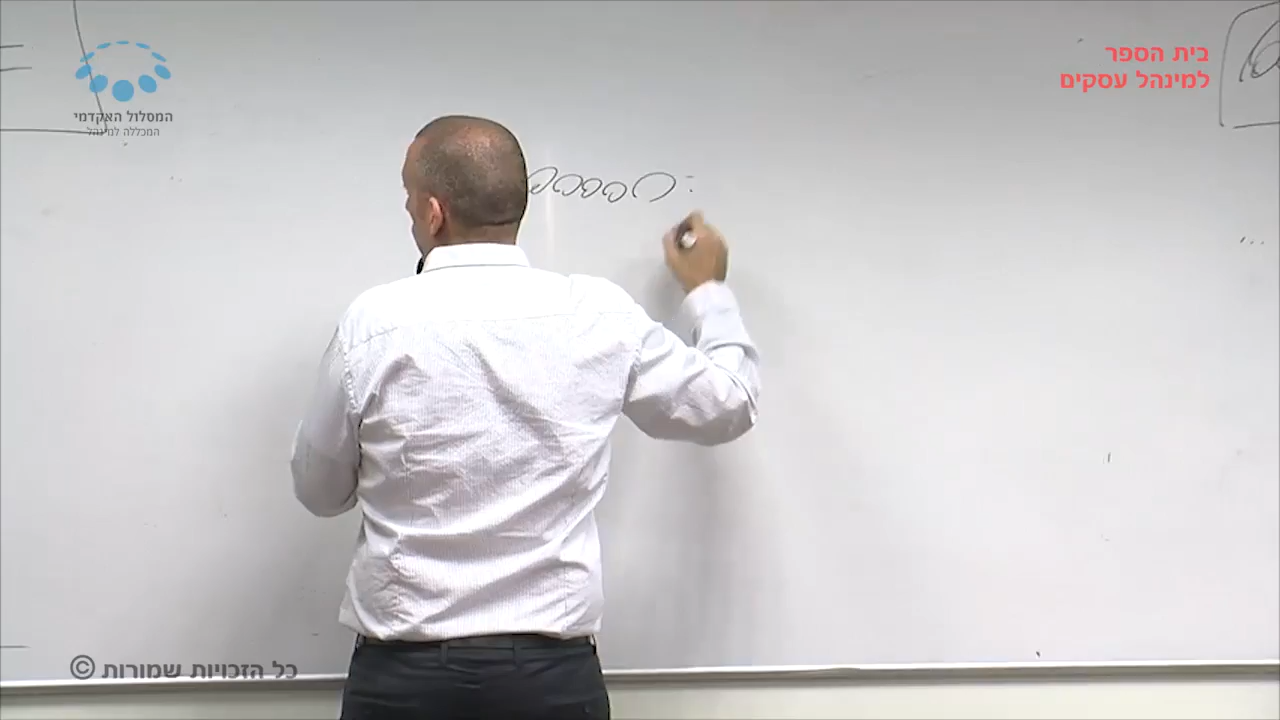 בית הספר
למינהל עסקים
המסלול האקדמי
המכללה למינהל
כל הזכויות שמורות ©